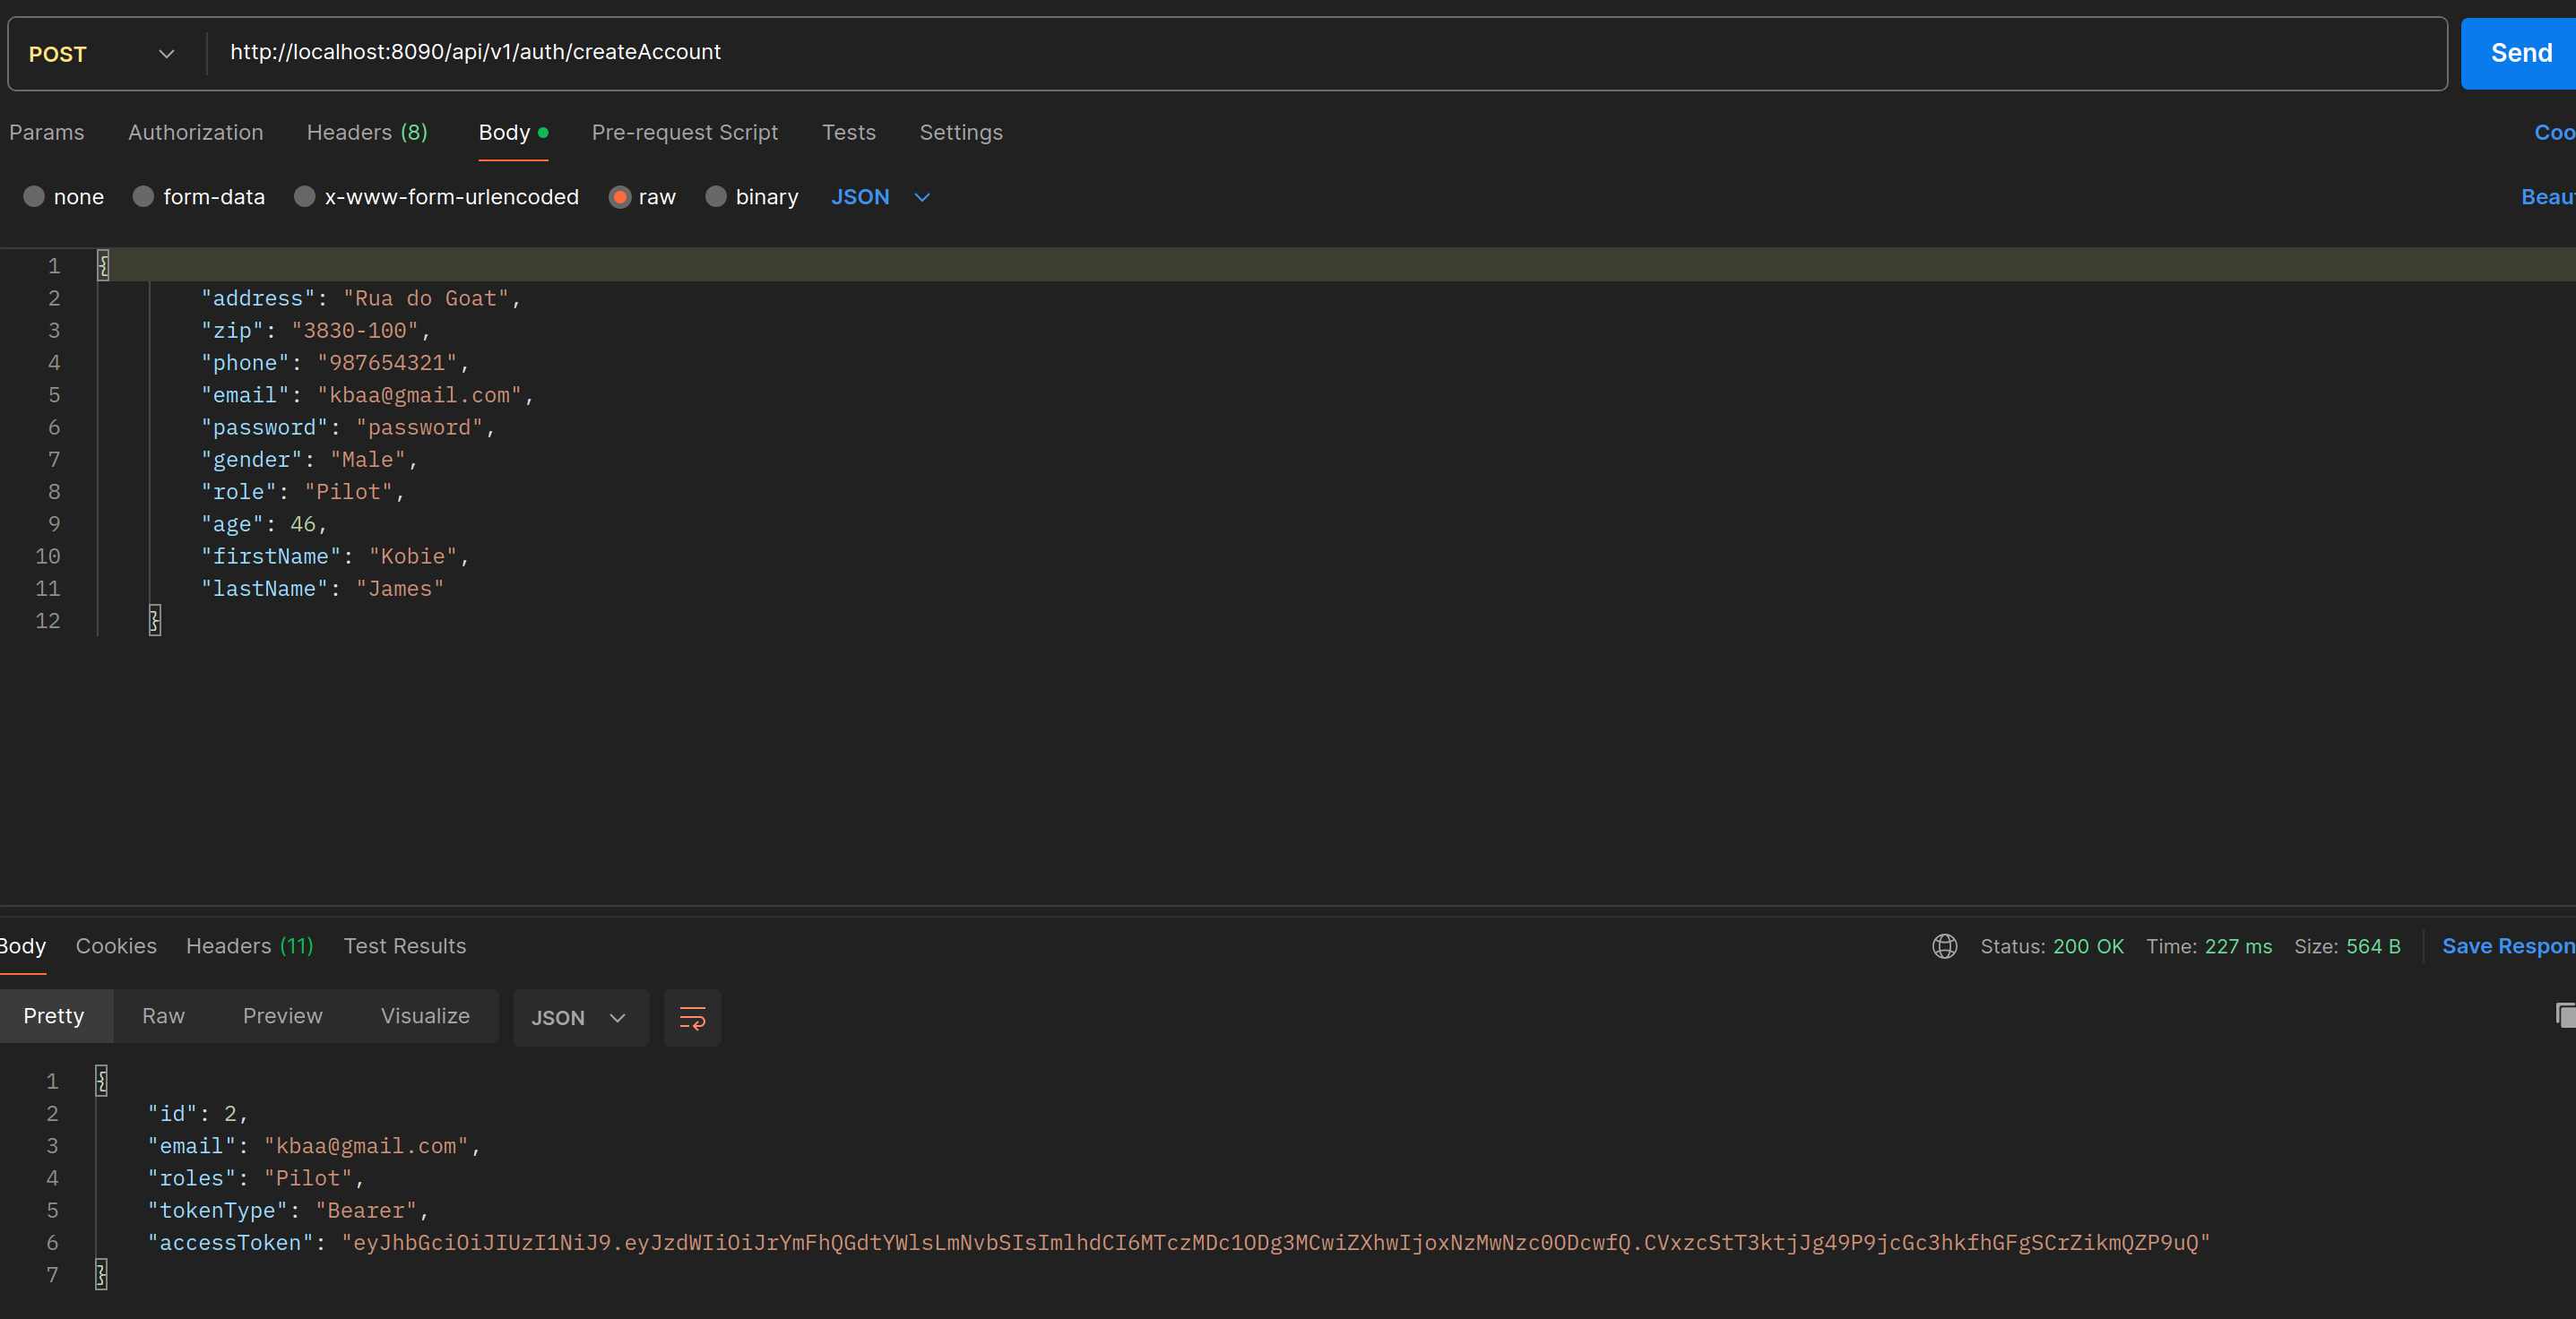 POST http://localhost:8090/api/v1/auth/createAccount Send
Params Authorization Headers (8) Body Pre-request Script Tests Settings Coo
none form-data x-www-form-urlencoded raw binary JSON Beau
1 {
2 "address": "Rua do Goat",
3 "zip": "3830-100",
4 "phone": "987654321",
5 "email": "kbaa@gmail.com",
6 "password": "password",
7 "gender": "Male",
8 "role": "Pilot",
9 "age": 46,
10 "firstName": "Kobie",
11 "lastName": "James"
12 }
Body Cookies Headers (11) Test Results Status: 200 OK Time: 227 ms Size: 564 B Save Respon
Pretty Raw Preview Visualize JSON
1 {
2 "id": 2,
3 "email": "kbaa@gmail.com",
4 "roles": "Pilot",
5 "tokenType": "Bearer",
6 "accessToken": "eyJhbGciOiJIUzI1NiJ9.eyJzdWIiOiJrYmFhQGdtYWlsLmNvbSIsImlhdCI6MTczMDc1ODg3MCwiZXhwIjoxNzMwNzc0ODcwfQ.CVxzcStT3ktjJg49P9jcGc3hkfhGFgSCrZikmQZP9uQ"
7 }